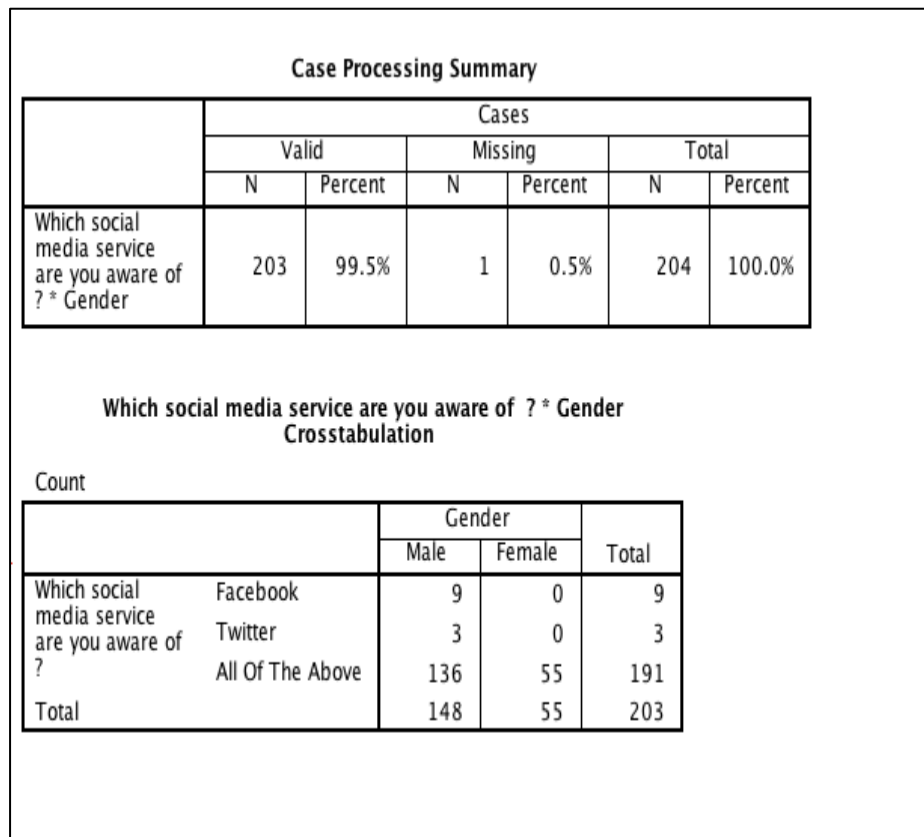 Case Processing Summary
Cases
Valid Missing Total
N Percent N Percent N Percent
Which social
media service
are you aware of
? * Gender
203 99.5% 1 0.5% 204 100.0%
Which social media service are you aware of ? * Gender
Crosstabulation
Count
Gender
Male Female Total
Which social
media service
are you aware of
?
Facebook 9 0 9
Twitter 3 0 3
All Of The Above 136 55 191
Total 148 55 203